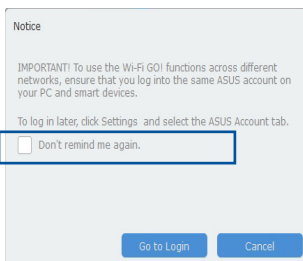 Notice
IMPORTANT! To use the Wi-Fi GO! functions across different
networks, ensure that you log into the same ASUS account on
your PC and smart devices.
To log in later, click Settings and select the ASUS Account tab.
Don't remind me again.
Go to Login
Cancel